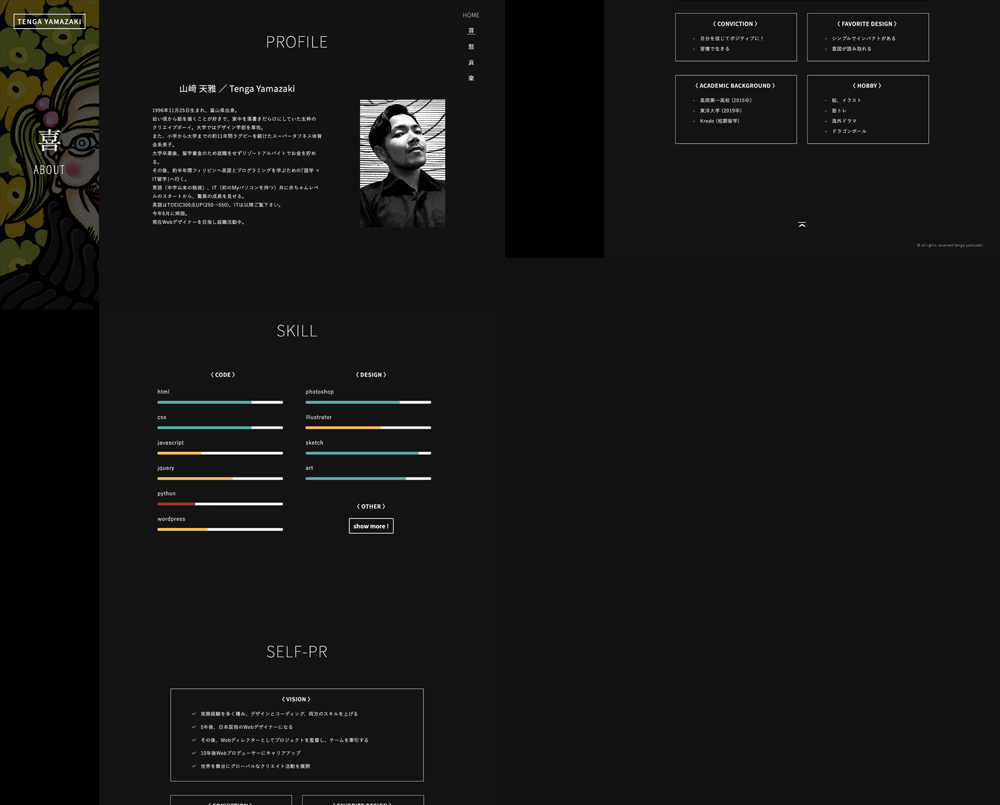 TENGA YAMAZAKI
喜
ABOUT
HOME
喜
怒
哀
楽
PROFILE
山﨑 天雅 ／ Tenga Yamazaki
1996年11月25日生まれ、富山県出身。
幼い頃から絵を描くことが好きで、家中を落書きだらけにしていた生粋の
クリエイブボーイ。大学ではデザイン学部を専攻。
また、小学から大学までの約11年間ラグビーを続けたスーパータフネス体育
会系男子。
大学卒業後、留学資金のため就職をせずリゾートアルバイトでお金を貯め
る。
その後、約半年間フィリピンへ英語とプログラミングを学ぶための「語学 ×
IT留学」へ行く。
英語（中学以来の勉強）、IT（初のMyパソコンを持つ）共に赤ちゃんレベ
ルのスタートから、驚異の成長を見せる。
英語はTOEIC300点UP(250→550)、ITは以降ご覧下さい。
今年6月に帰国。
現在Webデザイナーを目指し就職活動中。
SKILL
〈 CODE 〉
html
css
javascript
jquery
python
wordpress
〈 DESIGN 〉
photoshop
illustrator
sketch
art
〈 OTHER 〉
show more !
SELF-PR
〈 VISION 〉
実務経験を多く積み、デザインとコーディング、両方のスキルを上げる
5年後、日本屈指のWebデザイナーになる
その後、Webディレクターとしてプロジェクトを監督し、チームを牽引する
10年後Webプロデューサーにキャリアアップ
世界を舞台にグローバルなクリエイト活動を展開
〈 CONVICTION 〉
〈 FAVORITE DESIGN 〉
〈 CONVICTION 〉
- 自分を信じてポジティブに！
- 習慣で生きる
〈 FAVORITE DESIGN 〉
- シンプルでインパクトがある
- 意図が読み取れる
〈 ACADEMIC BACKGROUND 〉
- 高岡第一高校 (2015年)
- 東洋大学 (2019年)
- Kredo (短期留学)
〈 HOBBY 〉
- 絵、イラスト
- 筋トレ
- 海外ドラマ
- ドラゴンボール
© all rights reserved tenga yamazaki